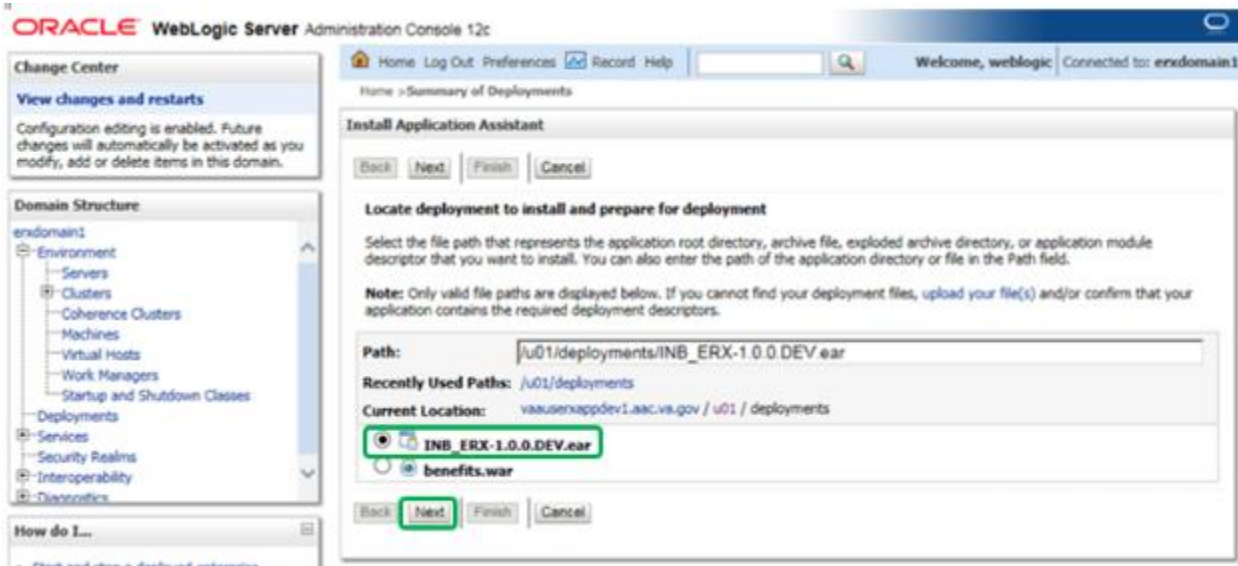 ORACLE WebLogic Server Administration Console 12c
Change Center
View changes and restarts
Configuration editing is enabled. Future
changes will automatically be activated as you
modify, add or delete items in this domain.
Domain Structure
erxdomain1
Environment
Servers
Clusters
Coherence Clusters
Machines
Virtual Hosts
Work Managers
Startup and Shutdown Classes
Deployments
Services
Security Realms
Interoperability
Diagnostics
How do I...
Start and stop a deployed enterprise
Home Log Out Preferences Record Help
Welcome, weblogic Connected to: erxdomain1
Home >Summary of Deployments
Install Application Assistant
Back Next Finish Cancel
Locate deployment to install and prepare for deployment
Select the file path that represents the application root directory, archive file, exploded archive directory, or application module
descriptor that you want to install. You can also enter the path of the application directory or file in the Path field.
Note: Only valid file paths are displayed below. If you cannot find your deployment files, upload your file(s) and/or confirm that your
application contains the required deployment descriptors.
Path: /u01/deployments/INB_ERX-1.0.0.DEV.ear
Recently Used Paths: /u01/deployments
Current Location: vaauserxappdev1.aac.va.gov / u01 / deployments
INB_ERX-1.0.0.DEV.ear
benefits.war
Back Next Finish Cancel